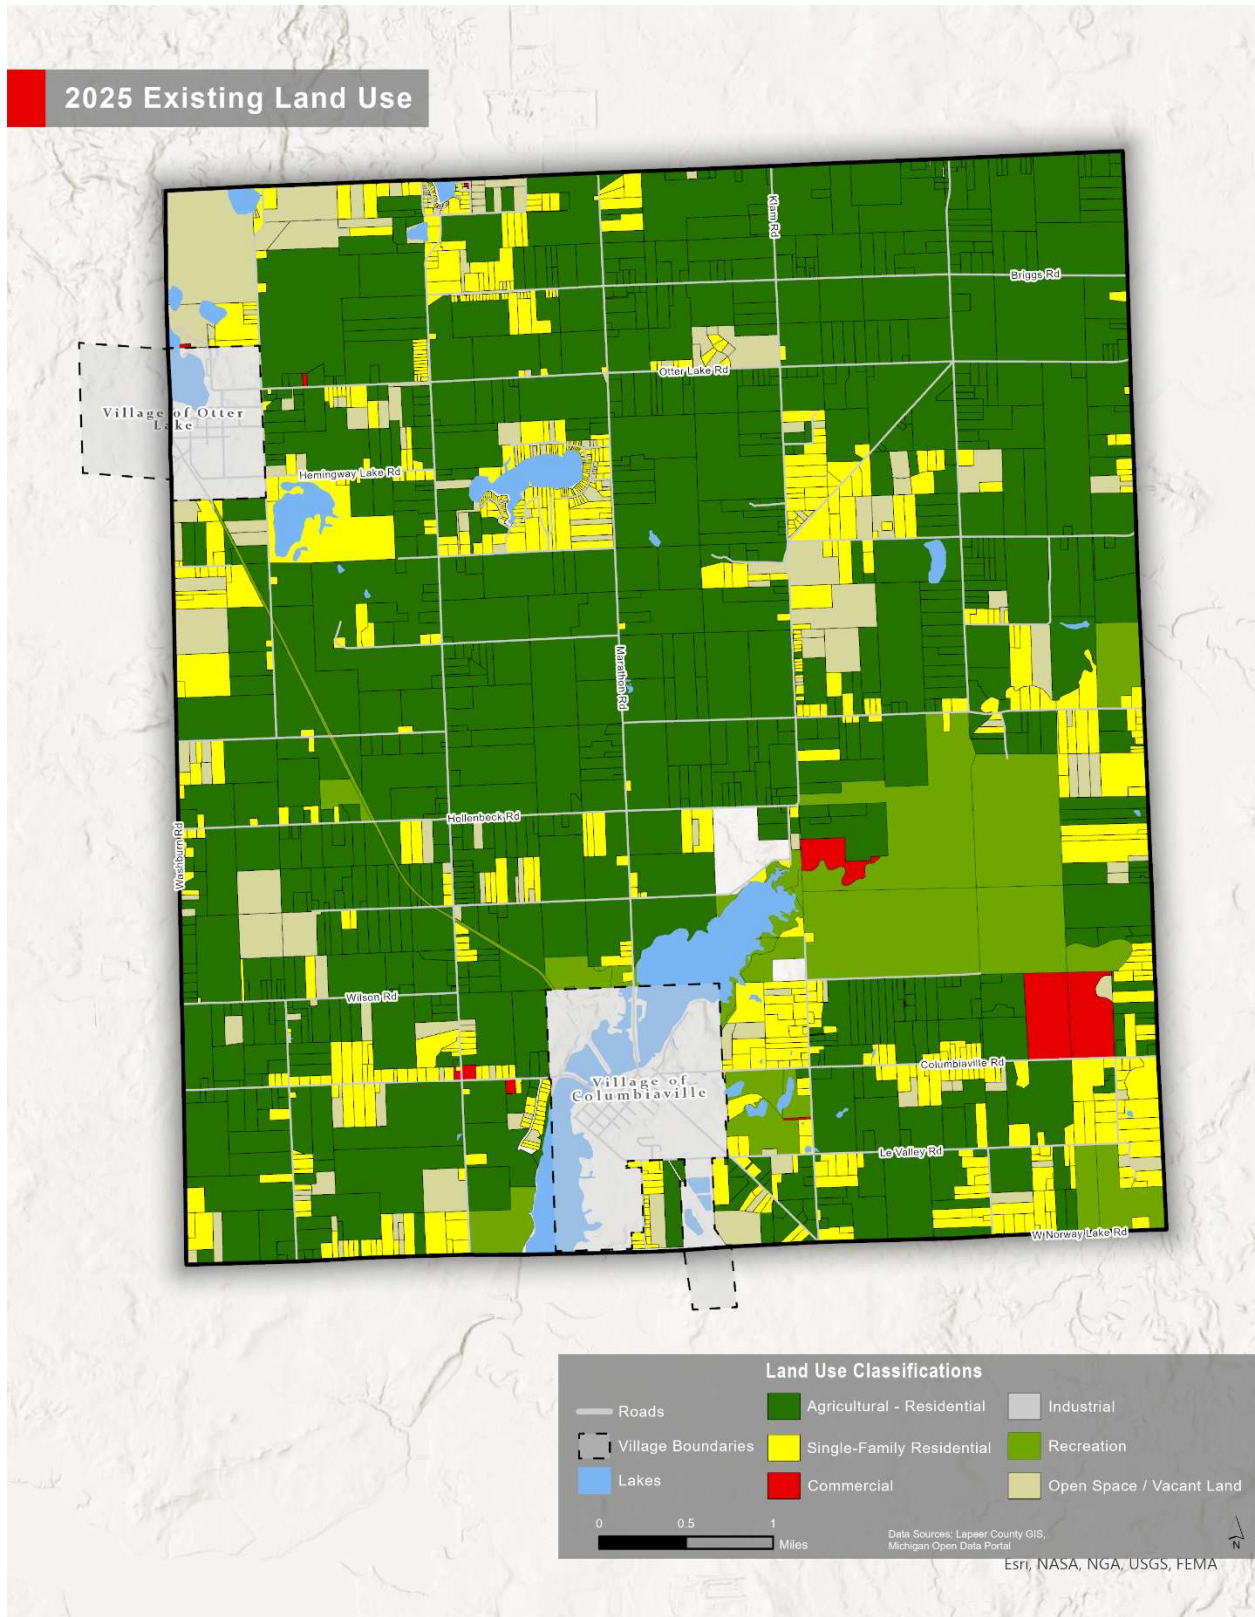 2025 Existing Land Use
Klam Rd
Briggs Rd
Otter Lake Rd
Village of Otter
Lake
Hemingway Lake Rd
Marathon Rd
Hollenbeck Rd
Washburn Rd
Wilson Rd
Columbiaville Rd
Village of
Columbiaville
Le Valley Rd
W Norway Lake Rd
Land Use Classifications
Roads
Village Boundaries
Lakes
Agricultural - Residential
Single-Family Residential
Commercial
Industrial
Recreation
Open Space / Vacant Land
0 0.5 1
Miles
Data Sources: Lapeer County GIS,
Michigan Open Data Portal
N
Esri, NASA, NGA, USGS, FEMA